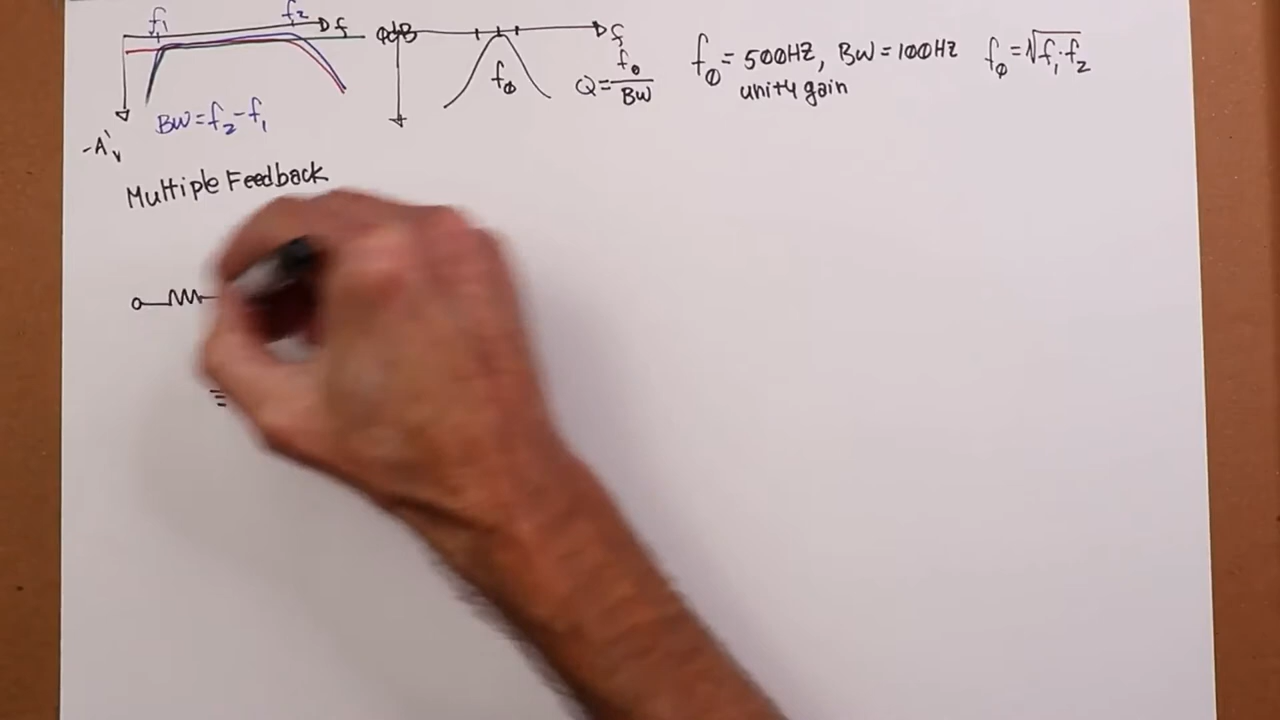 f₁ f₂ f
BW=f₂-f₁
-A'ᵥ
0dB f
f₀
Q=f₀/BW
f₀=500HZ, BW=100HZ
unity gain
f₀=√f₁·f₂
Multiple Feedback